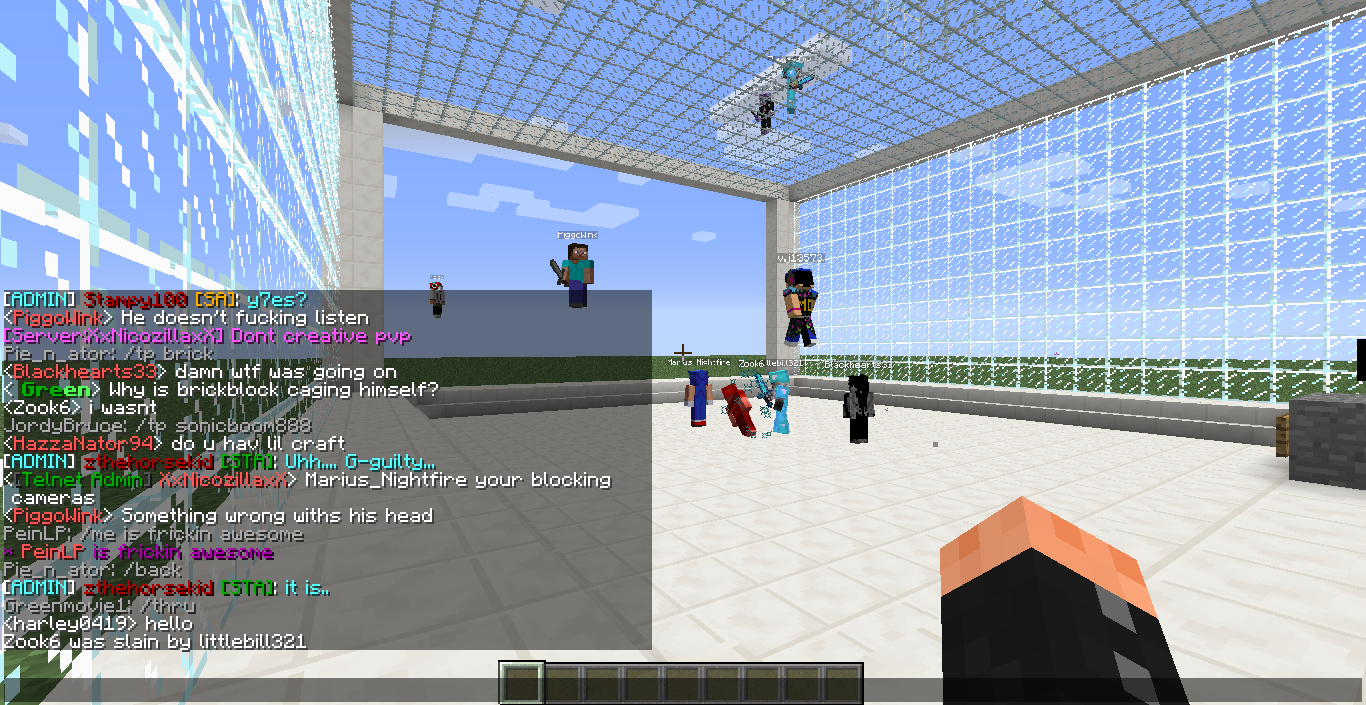 PiggoWink
vvj13573
Marius_Nightfire
Zook6
llebill321
Blackhearts33
[ADMIN] Stampy100 [SA]: y7es?
<PiggoWink> He doesn't fucking listen
[Server:XxNicozillaxX] Dont creative pvp
Pie_n_ator: /tp brick
<Blackhearts33> damn wtf was going on
<[Green> Why is brickblock caging himself?
<Zook6> i wasnt
JordyBruce: /tp sonicboom888
<HazzaNator94> do u hav lil craft
[ADMIN] zthehorsekid [STA]: Uhh.... G-guilty...
<[Telnet Admin] XxNicozillaxX> Marius_Nightfire your blocking
cameras
<PiggoWink> Something wrong withs his head
PeinLP: /me is frickin awesome
* PeinLP is frickin awesome
Pie_n_ator: /back
[ADMIN] zthehorsekid [STA]: it is..
Greenmovie1: /thru
<harley0419> hello
Zook6 was slain by littlebill321